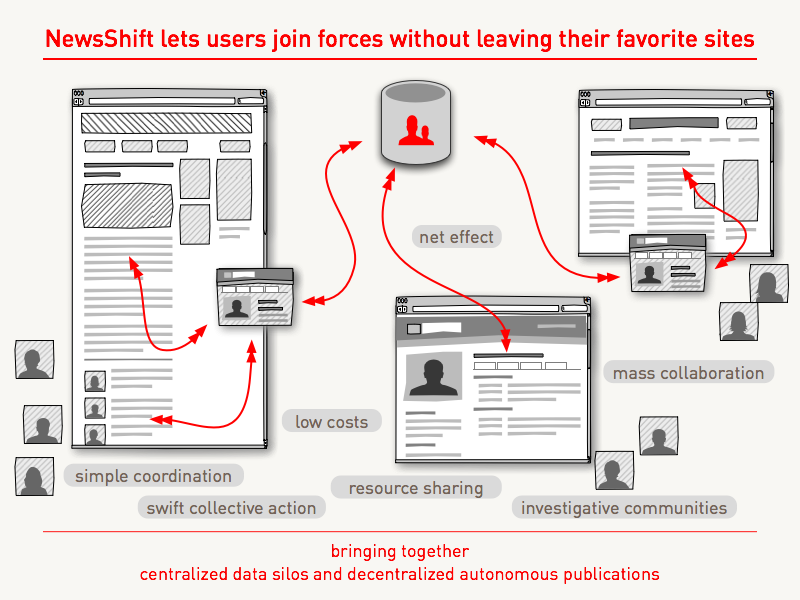 NewsShift lets users join forces without leaving their favorite sites
net effect
mass collaboration
low costs
simple coordination
resource sharing
swift collective action
investigative communities
bringing together
centralized data silos and decentralized autonomous publications